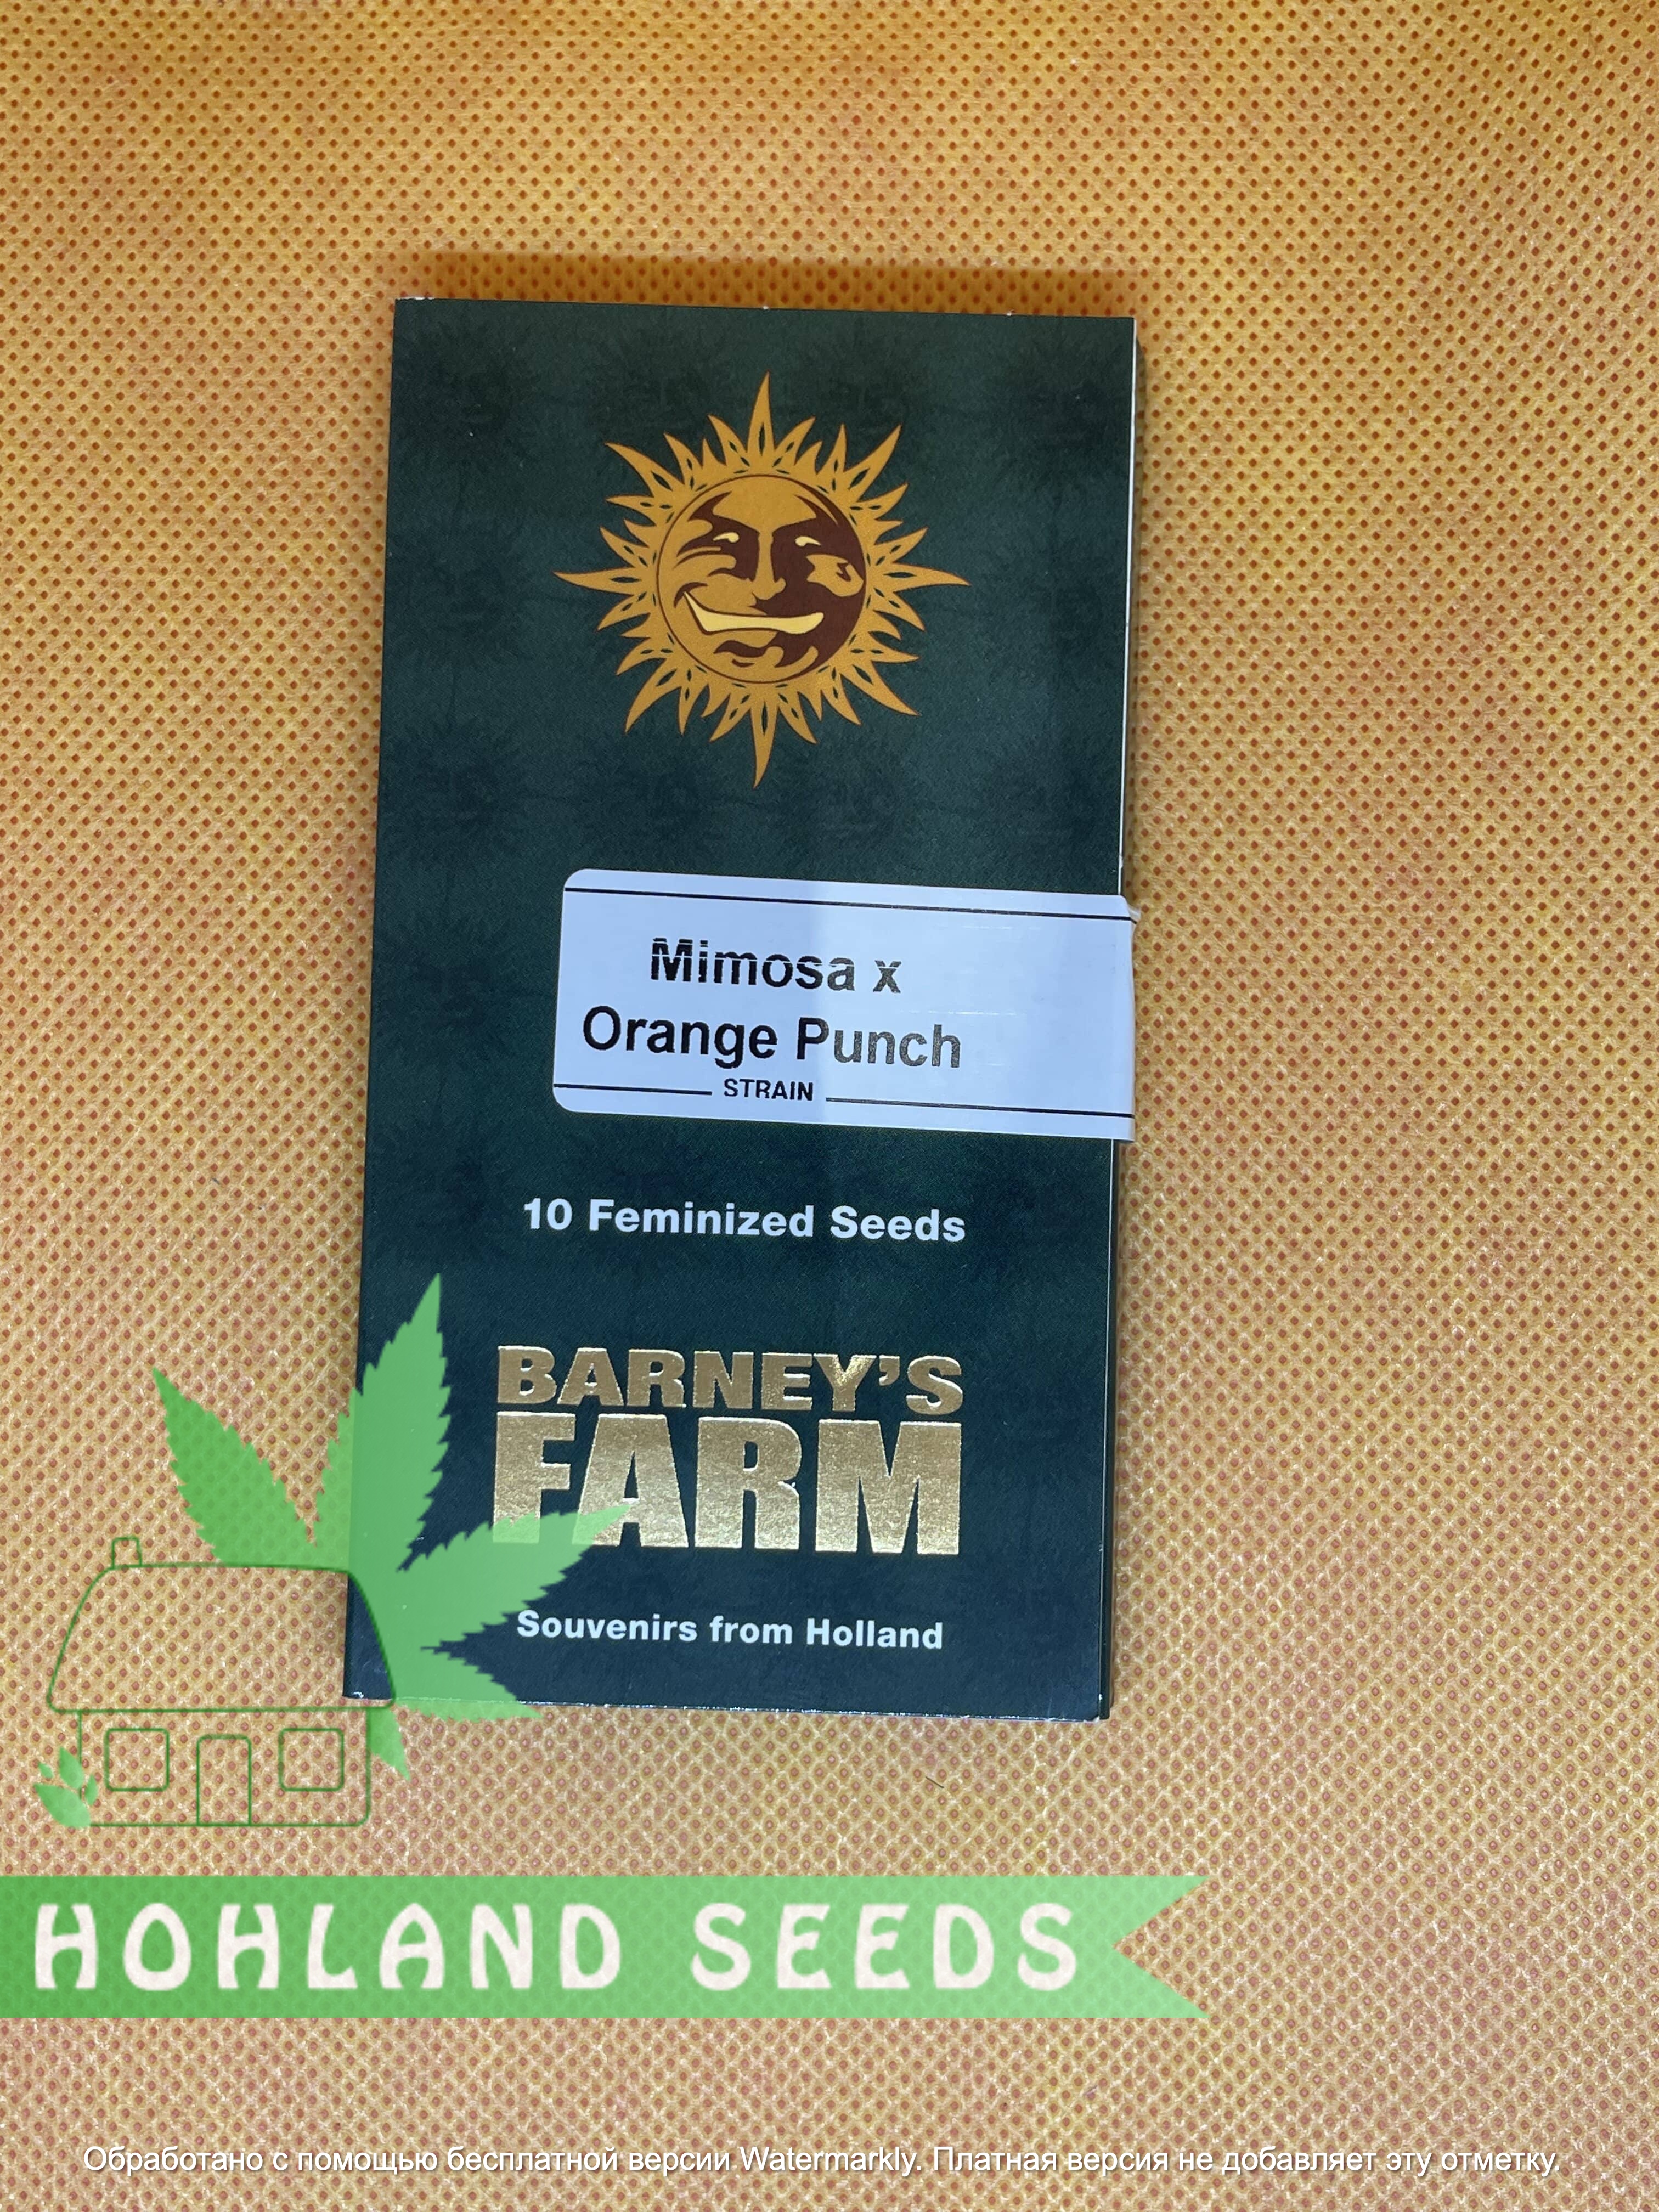 Mimosa x
Orange Punch
STRAIN
10 Feminized Seeds
BARNEY'S
FARM
Souvenirs from Holland
HOHLAND SEEDS
Обработано с помощью бесплатной версии Watermarkly. Платная версия не добавляет эту отметку.